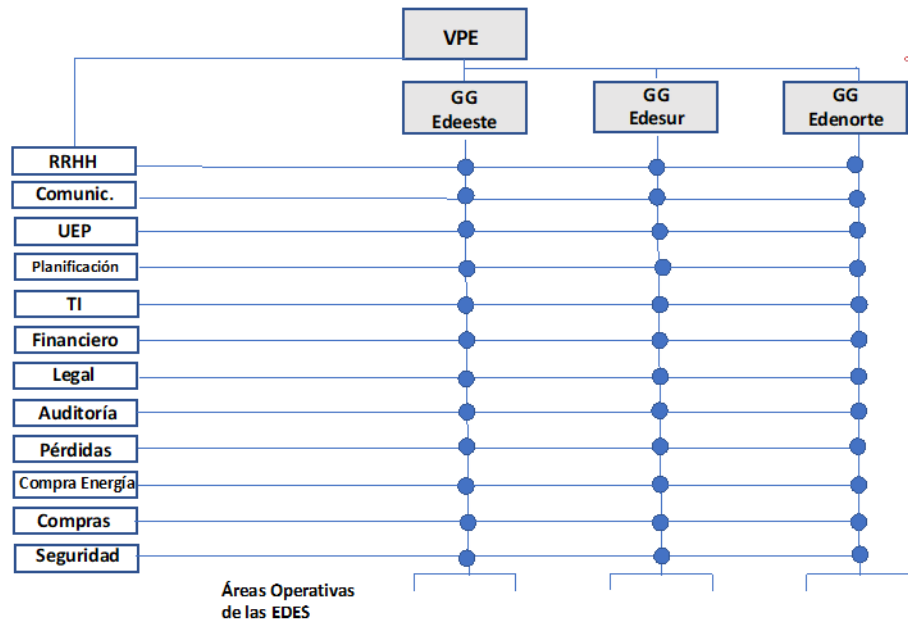 VPE
GG
Edeeste
GG
Edesur
GG
Edenorte
RRHH
Comunic.
UEP
Planificación
TI
Financiero
Legal
Auditoría
Pérdidas
Compra Energía
Compras
Seguridad
Áreas Operativas
de las EDES